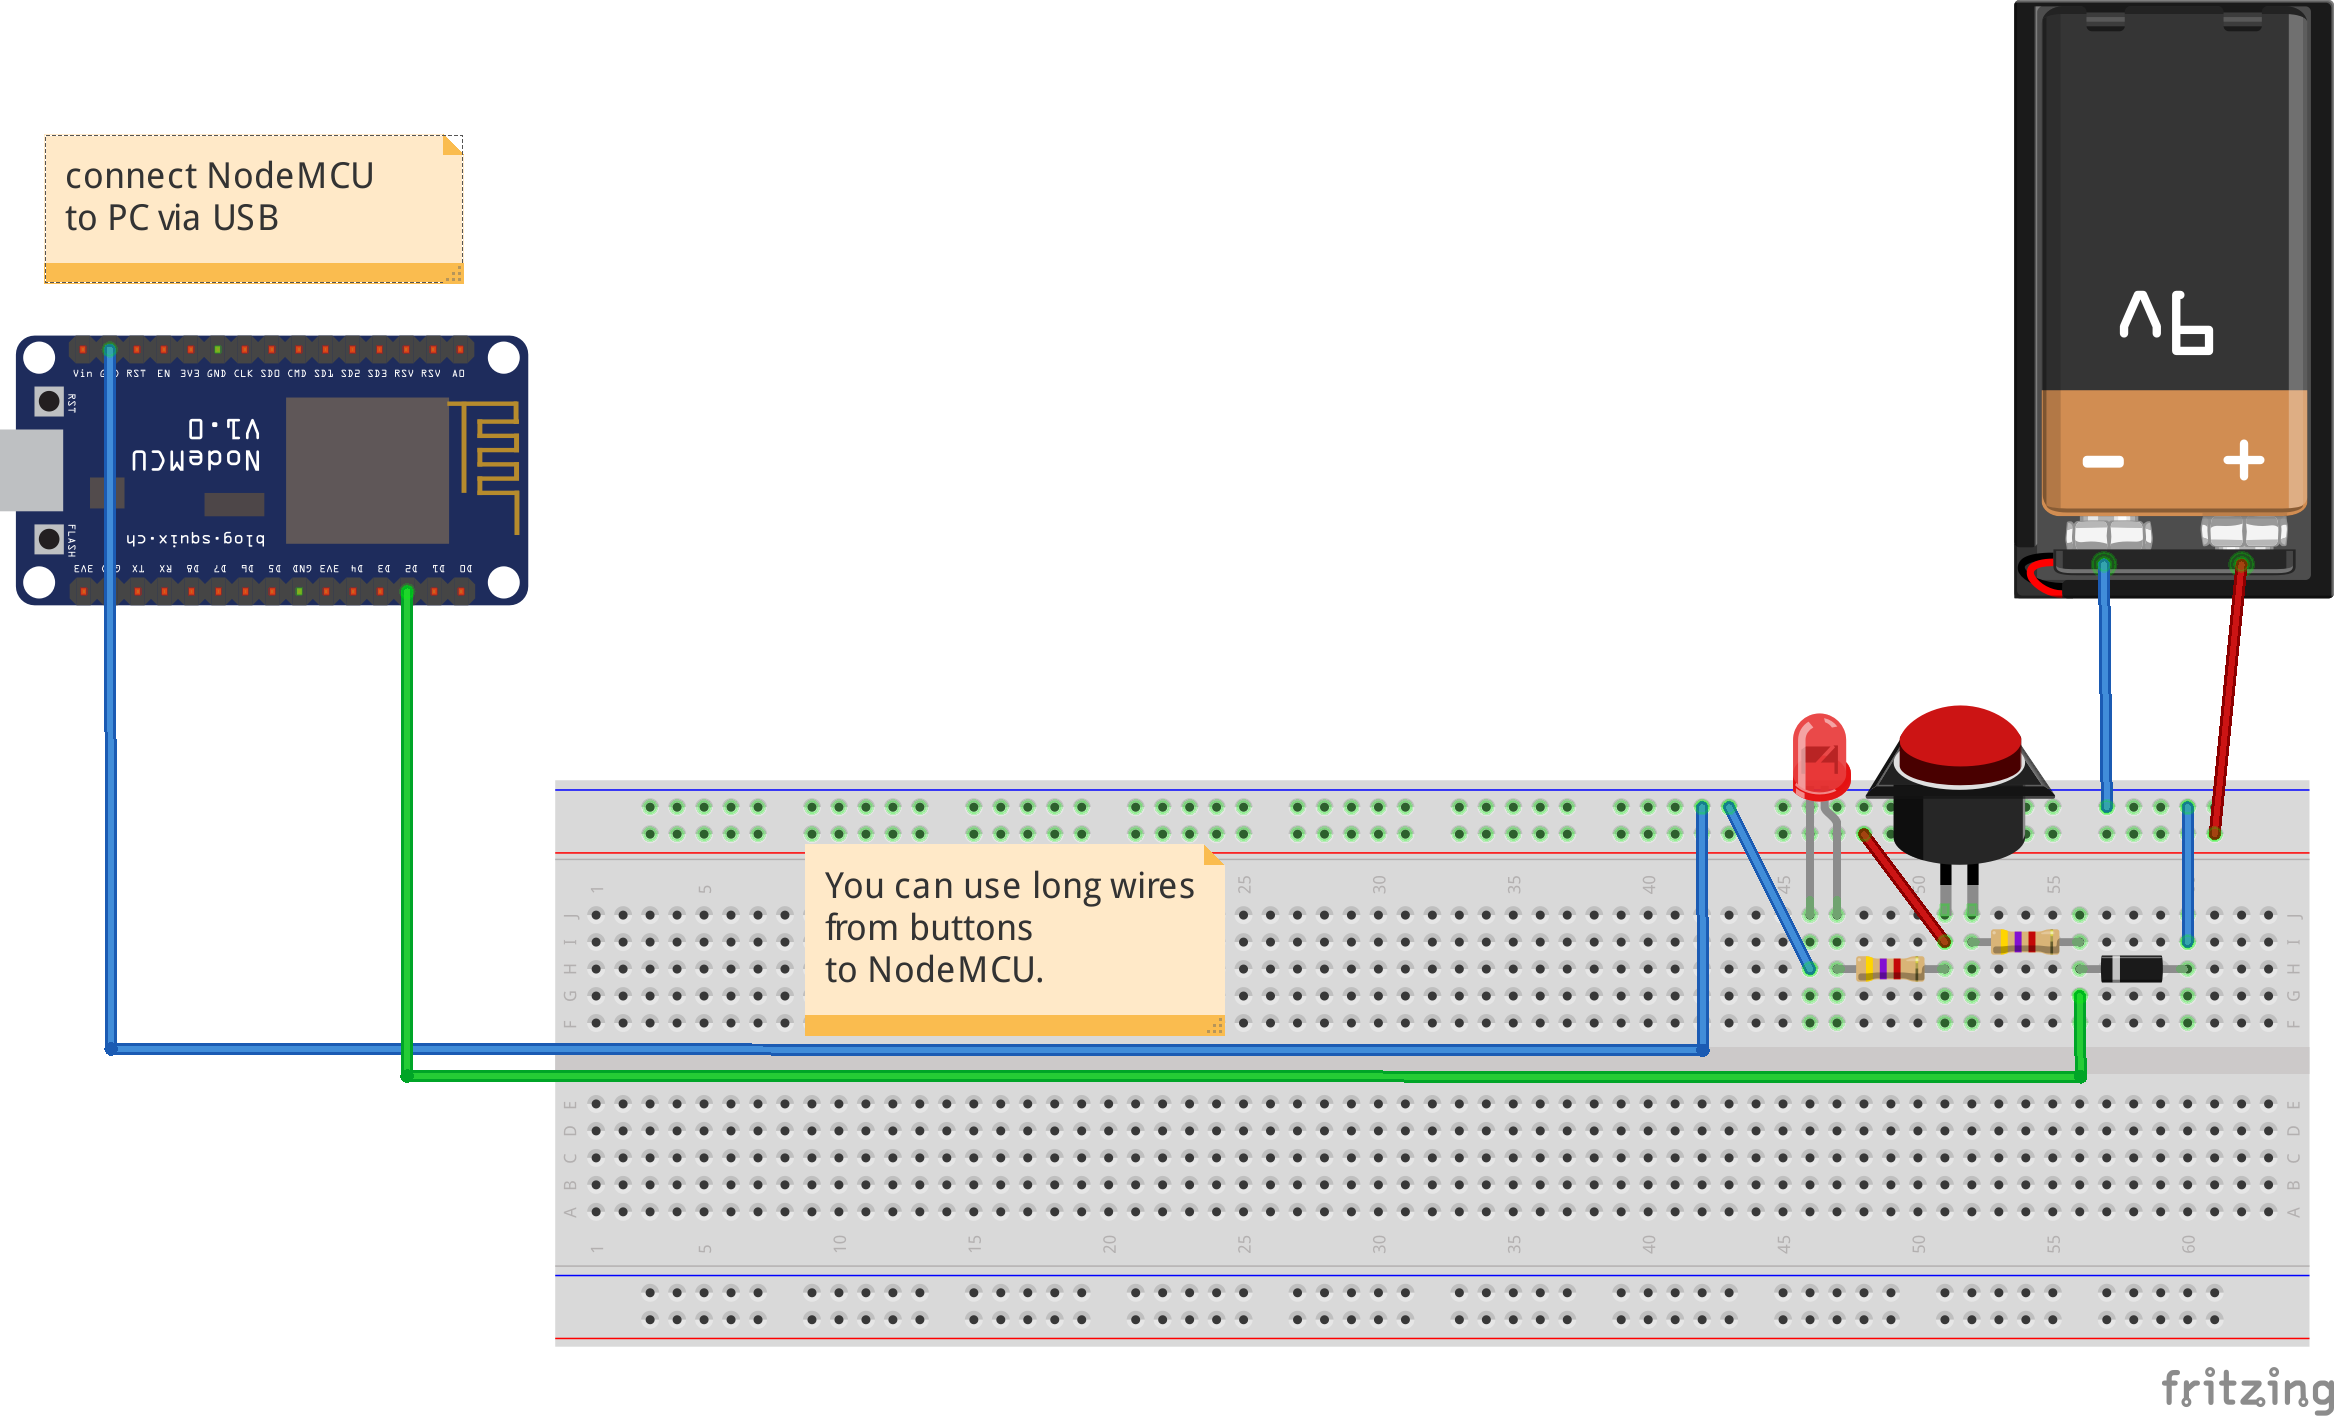 connect NodeMCU
to PC via USB
9V
- +
Vin GND RST EN 3V3 GND CLK SD0 CMD SD1 SD2 SD3 RSV RSV A0
RST
NodeMCU
V1.0
FLASH
blog.squix.ch
3V3 TX RX D8 D7 D6 D5 GND 3V3 D4 D3 D2 D1 D0
1 5 25 30 35 40 45 50 55
You can use long wires
from buttons
to NodeMCU.
J J
I I
H H
G G
F F
E E
D D
C C
B B
A A
1 5 10 15 20 25 30 35 40 45 50 55 60
fritzing